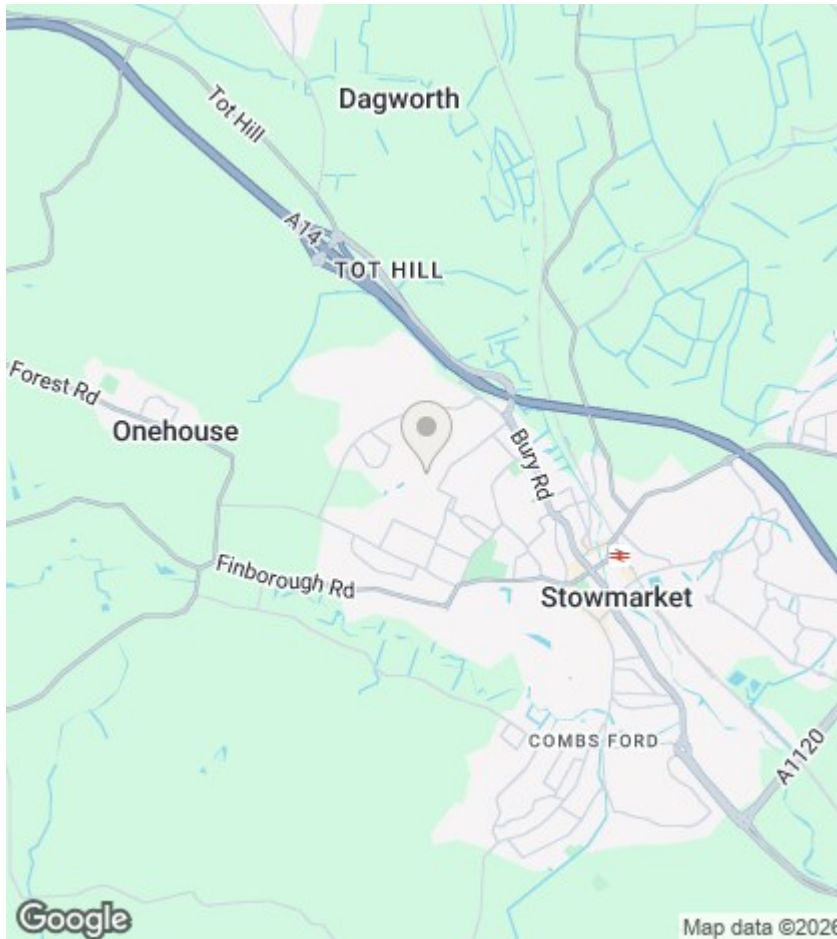 Dagworth
Tot Hill
A14
TOT HILL
Forest Rd
Onehouse
Bury Rd
Finborough Rd
Stowmarket
COMBS FORD
A1120
Google
Map data ©2026